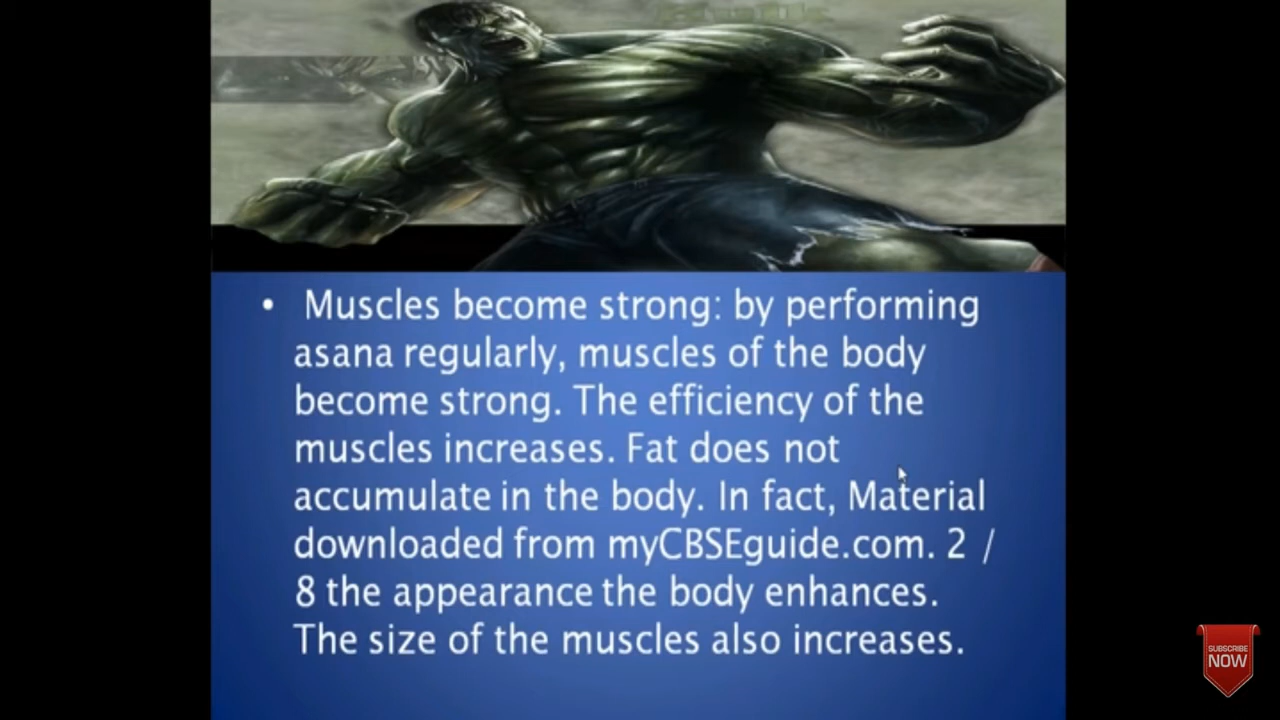 • Muscles become strong: by performing
asana regularly, muscles of the body
become strong. The efficiency of the
muscles increases. Fat does not
accumulate in the body. In fact, Material
downloaded from myCBSEguide.com. 2 /
8 the appearance the body enhances.
The size of the muscles also increases.
SUBSCRIBE
NOW